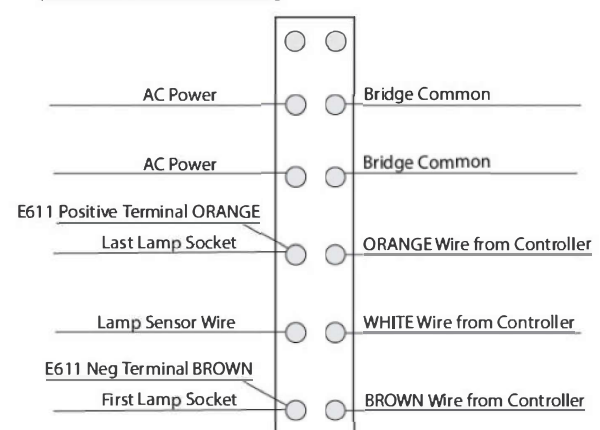 AC Power
Bridge Common
AC Power
Bridge Common
E611 Positive Terminal ORANGE
Last Lamp Socket
ORANGE Wire from Controller
Lamp Sensor Wire
WHITE Wire from Controller
E611 Neg Terminal BROWN
First Lamp Socket
BROWN Wire from Controller